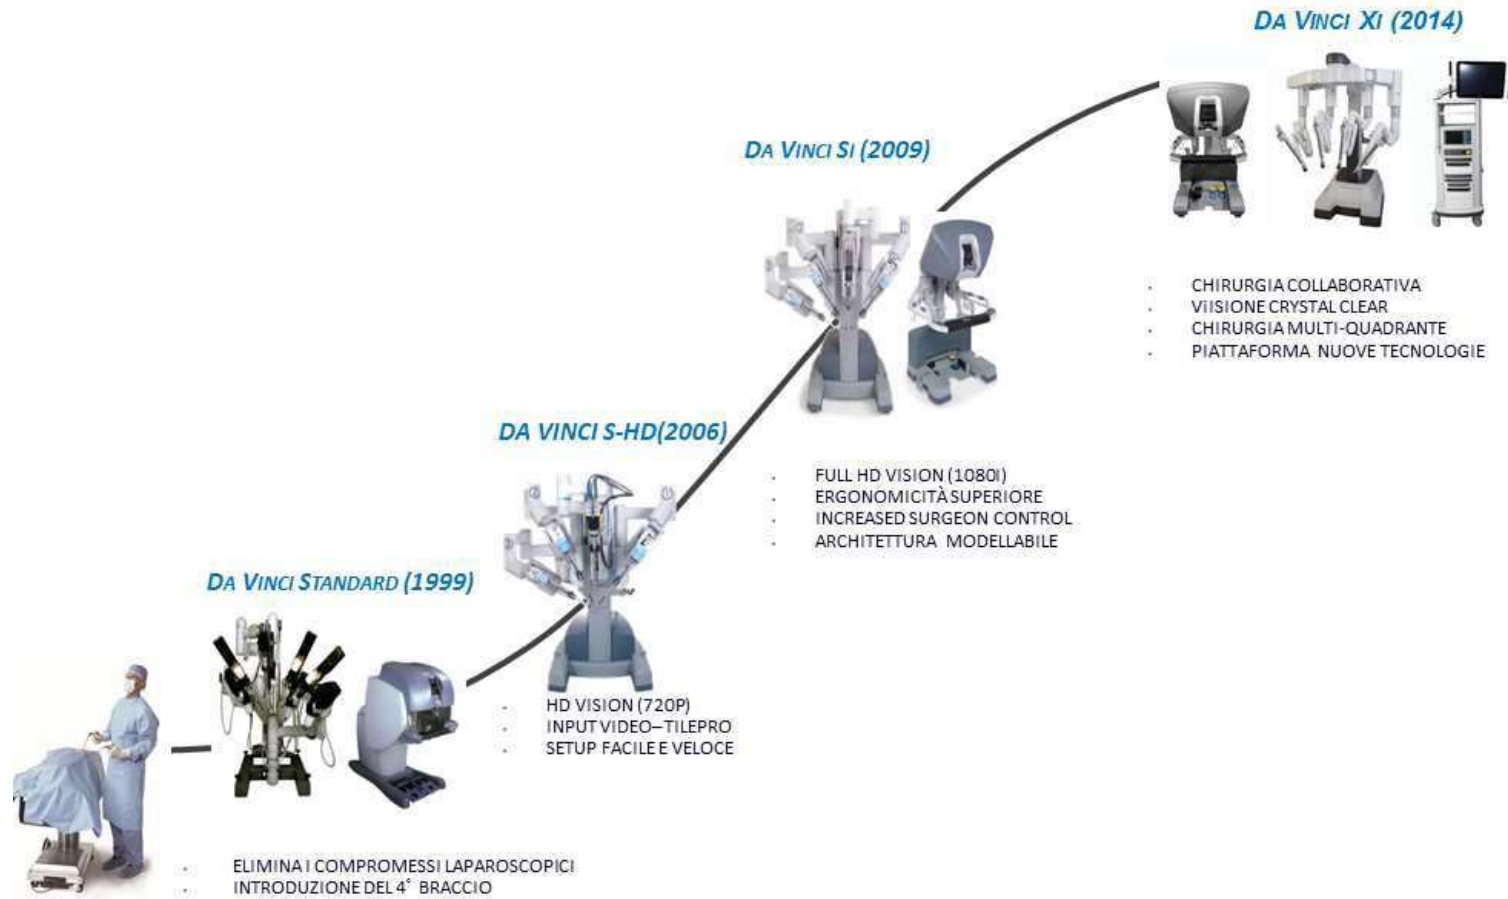 DA VINCI XI (2014)
DA VINCI SI (2009)
· CHIRURGIA COLLABORATIVA
· ViISIONE CRYSTAL CLEAR
· CHIRURGIA MULTI-QUADRANTE
· PIATTAFORMA NUOVE TECNOLOGIE
DA VINCI S-HD(2006)
· FULL HD VISION (1080I)
· ERGONOMICITÀ SUPERIORE
· INCREASED SURGEON CONTROL
· ARCHITETTURA MODELLABILE
DA VINCI STANDARD (1999)
· HD VISION (720P)
· INPUT VIDEO–TILEPRO
· SETUP FACILE E VELOCE
· ELIMINA I COMPROMESSI LAPAROSCOPICI
· INTRODUZIONE DEL 4° BRACCIO